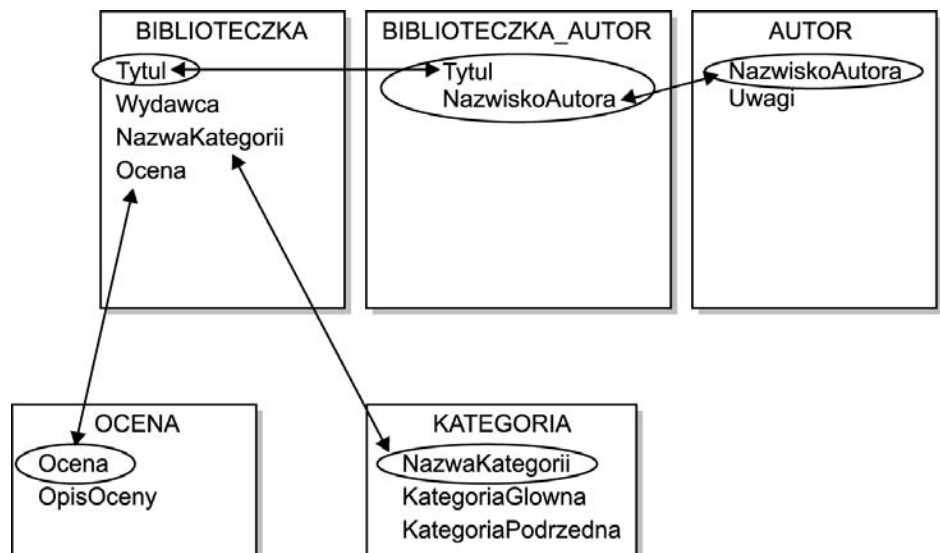 BIBLIOTECZKA
Tytul
Wydawca
NazwaKategorii
Ocena
BIBLIOTECZKA_AUTOR
Tytul
NazwiskoAutora
AUTOR
NazwiskoAutora
Uwagi
OCENA
Ocena
OpisOceny
KATEGORIA
NazwaKategorii
KategoriaGlowna
KategoriaPodrzedna